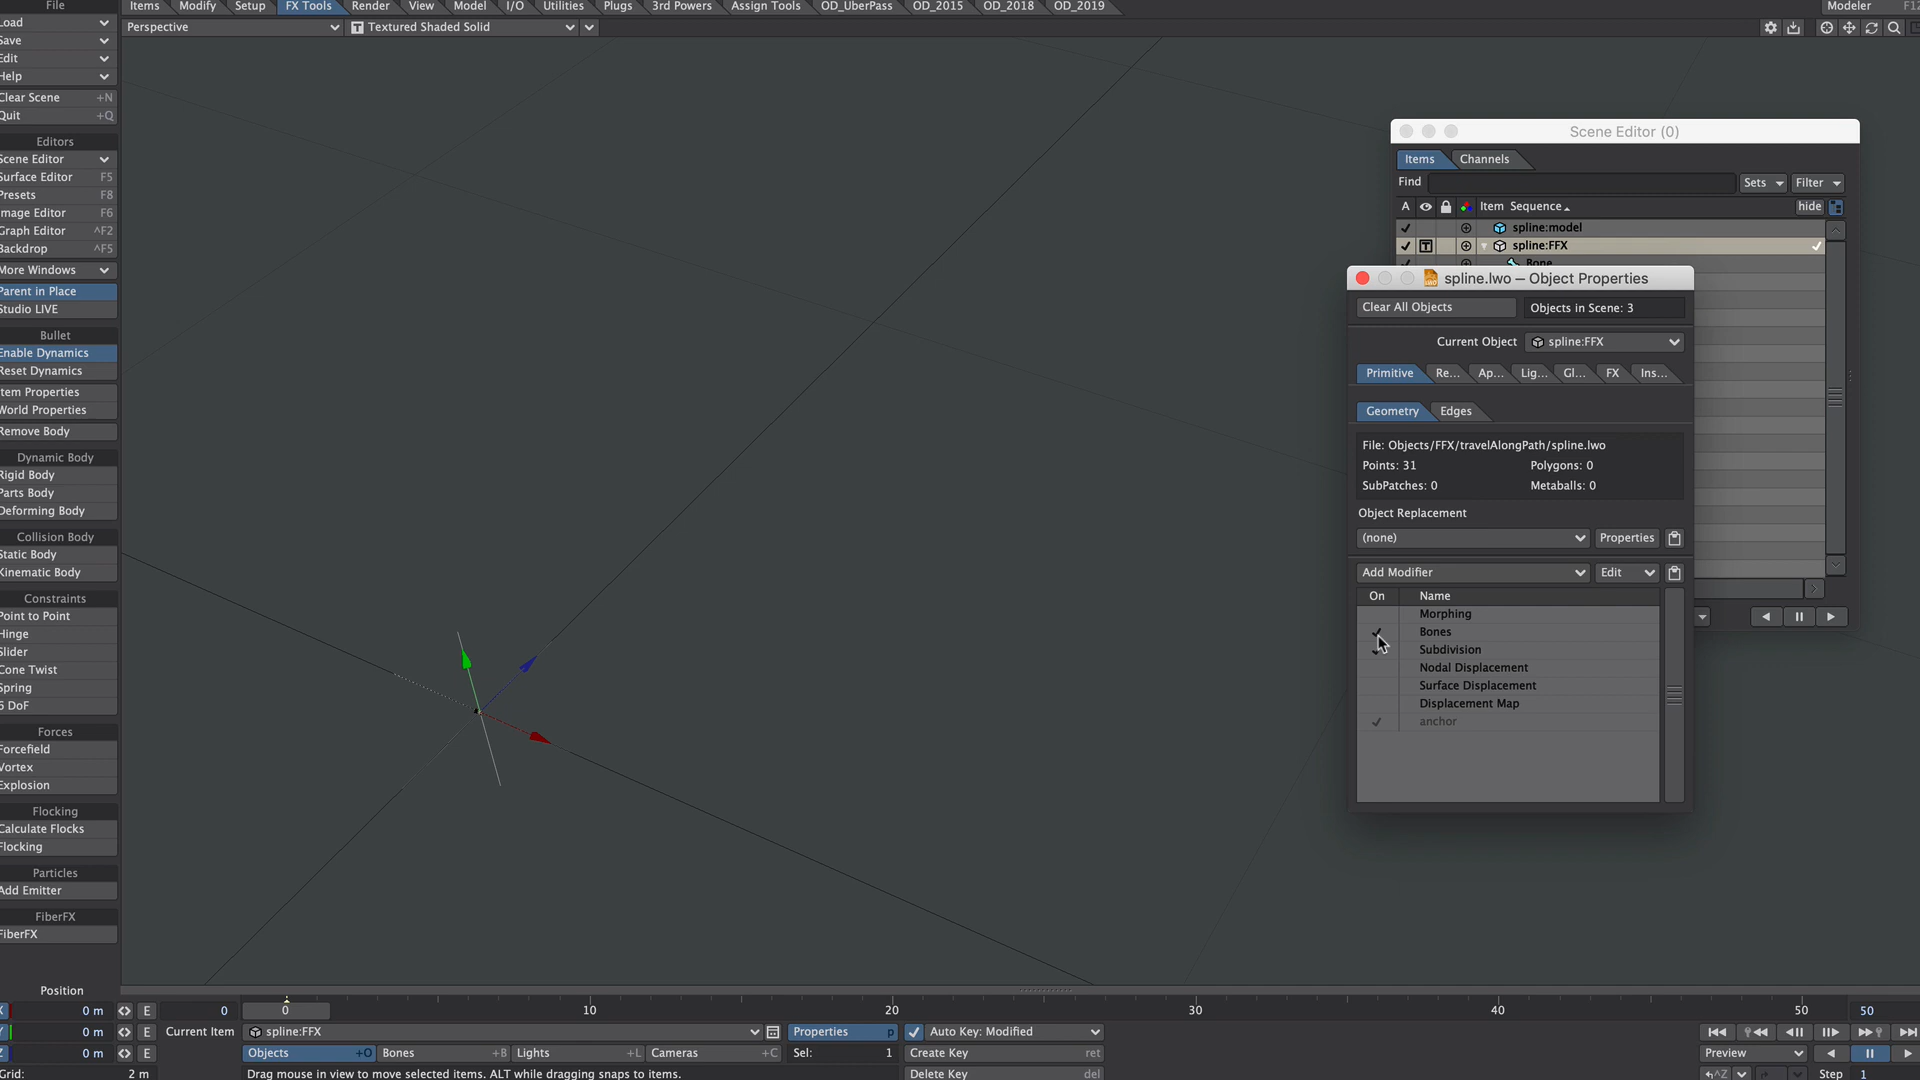 File
Items Modify Setup FX Tools Render View Model I/O Utilities Plugs 3rd Powers Assign Tools OD_UberPass OD_2015 OD_2018 OD_2019 Modeler F12
Load
Perspective
T Textured Shaded Solid
Save
Edit
Help
Clear Scene +N
Quit +Q
Editors
Scene Editor
Surface Editor F5
Presets F8
Image Editor F6
Graph Editor ^F2
Backdrop ^F5
More Windows
Parent in Place
Studio LIVE
Bullet
Enable Dynamics
Reset Dynamics
Item Properties
World Properties
Remove Body
Dynamic Body
Rigid Body
Parts Body
Deforming Body
Collision Body
Static Body
Kinematic Body
Constraints
Point to Point
Hinge
Slider
Cone Twist
Spring
6 DoF
Forces
Forcefield
Vortex
Explosion
Flocking
Calculate Flocks
Flocking
Particles
Add Emitter
FiberFX
FiberFX
Scene Editor (0)
Items Channels
Find Sets Filter
A Item Sequence hide
spline:model
T spline:FFX
Bone
spline.lwo — Object Properties
Clear All Objects Objects in Scene: 3
Current Object spline:FFX
Primitive Re... Ap... Lig... Gl... FX Ins...
Geometry Edges
File: Objects/FFX/travelAlongPath/spline.lwo
Points: 31 Polygons: 0
SubPatches: 0 Metaballs: 0
Object Replacement
(none) Properties
Add Modifier Edit
On Name
Morphing
Bones
Subdivision
Nodal Displacement
Surface Displacement
Displacement Map
anchor
Position
X 0 m E 0 0 10 20 30 40 50 50
Y 0 m E Current Item spline:FFX Properties p Auto Key: Modified
Z 0 m E Objects +O Bones +B Lights +L Cameras +C Sel: 1 Create Key ret Preview
Grid: 2 m Drag mouse in view to move selected items. ALT while dragging snaps to items. Delete Key del ^Z Step 1